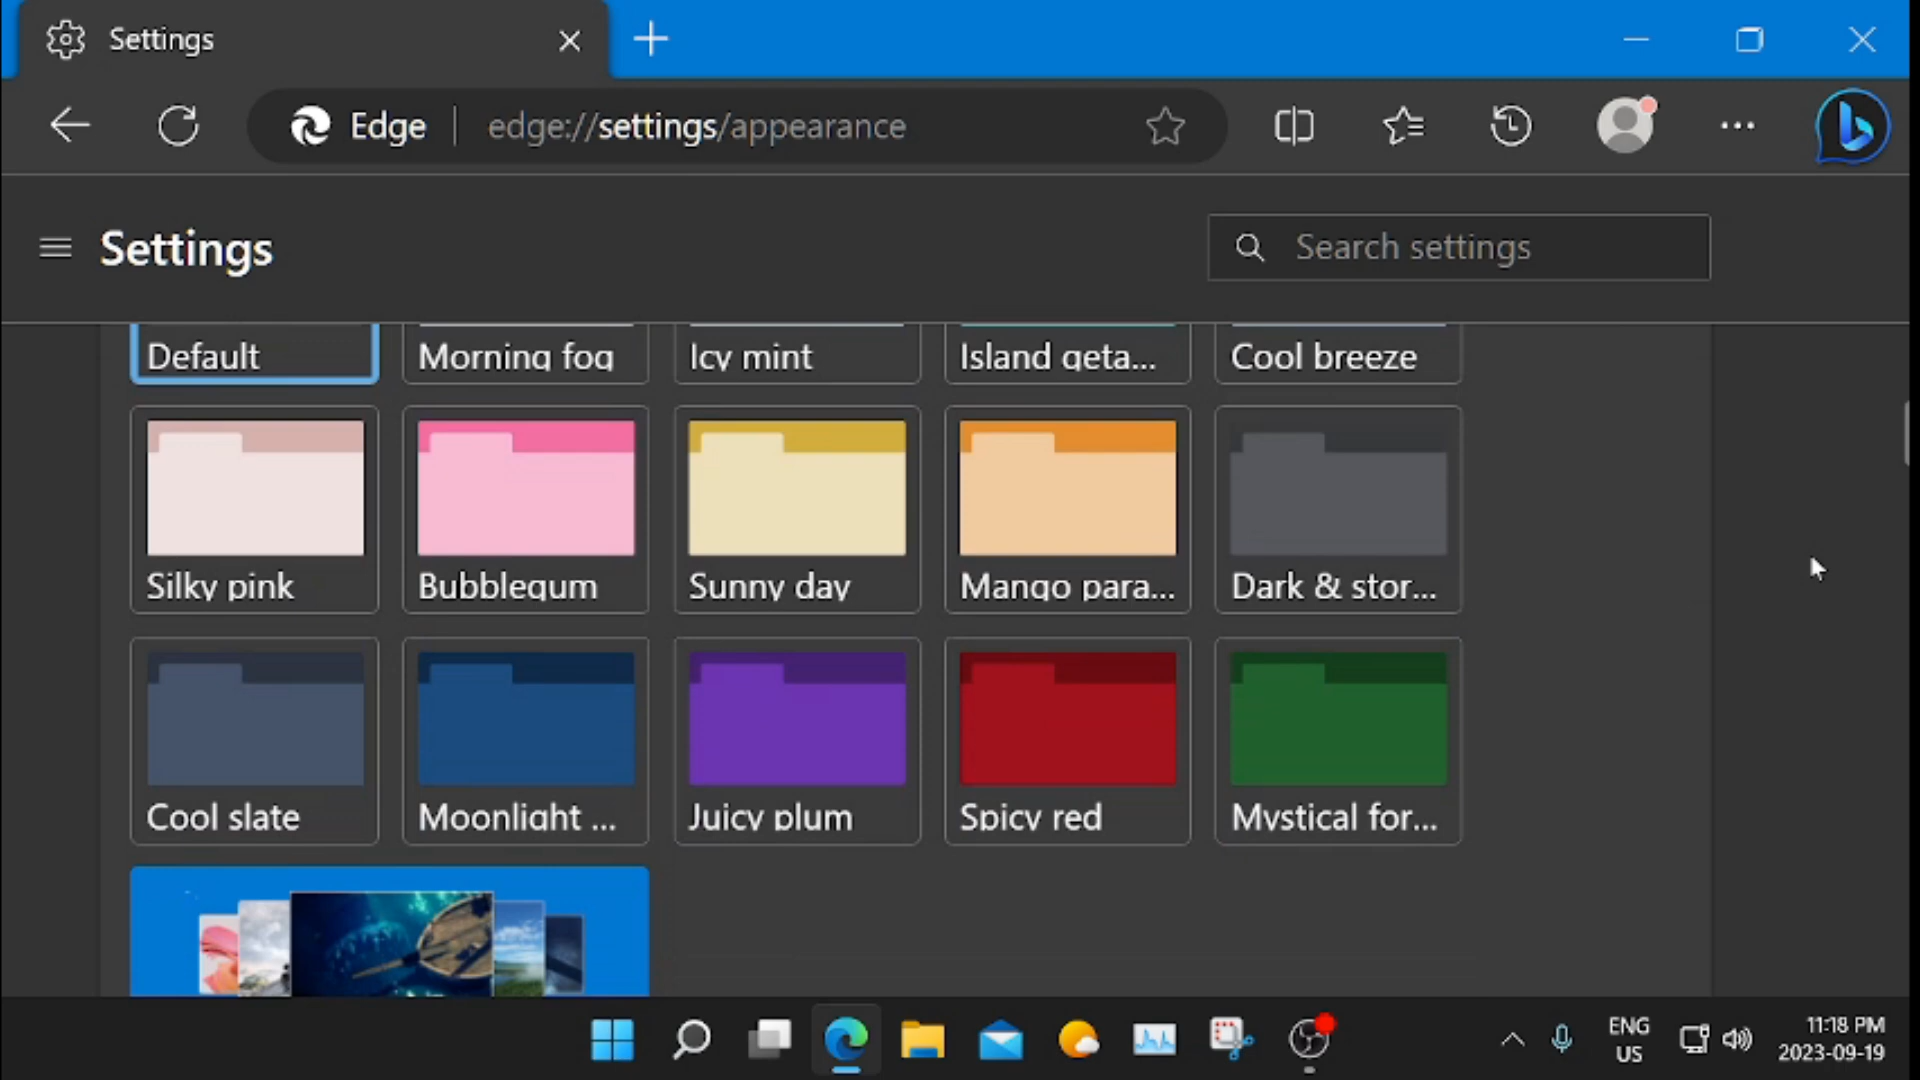 Settings
Edge
edge://settings/appearance
Settings
Search settings
Default
Morning fog
Icy mint
Island geta...
Cool breeze
Silky pink
Bubblegum
Sunny day
Mango para...
Dark & stor...
Cool slate
Moonlight ...
Juicy plum
Spicy red
Mystical for...
ENG
US
11:18 PM
2023-09-19